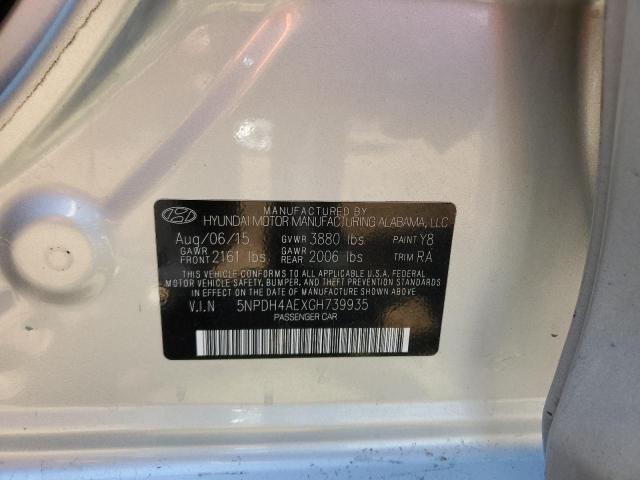 MANUFACTURED BY
HYUNDAI MOTOR MANUFACTURING ALABAMA, LLC
Aug/06/15 GVWR 3880 lbs PAINT Y8
GAWR FRONT 2161 lbs GAWR REAR 2006 lbs TRIM RA
THIS VEHICLE CONFORMS TO ALL APPLICABLE U.S.A. FEDERAL
MOTOR VEHICLE SAFETY, BUMPER, AND THEFT PREVENTION STANDARDS
IN EFFECT ON THE DATE OF MANUFACTURE SHOWN ABOVE.
V.I.N 5NPDH4AEXGH739935
PASSENGER CAR